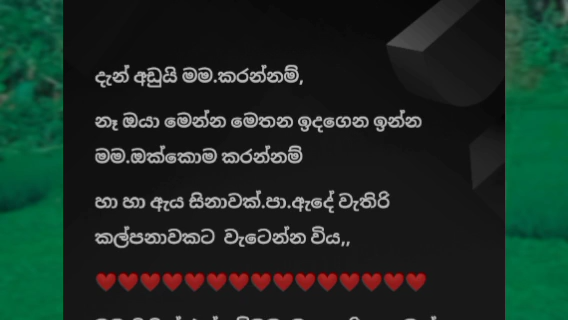 දැන් අඩුයි මම.කරන්නම්,
නෑ ඔයා මෙන්න මෙතන ඉදගෙන ඉන්න
මම.ඔක්කොම කරන්නම්
හා හා ඇය සිනාවක්.පා.ඇදේ වැතිරි
කල්පනාවකට වැටෙන්න විය,,
❤❤❤❤❤❤❤❤❤❤❤❤❤❤❤